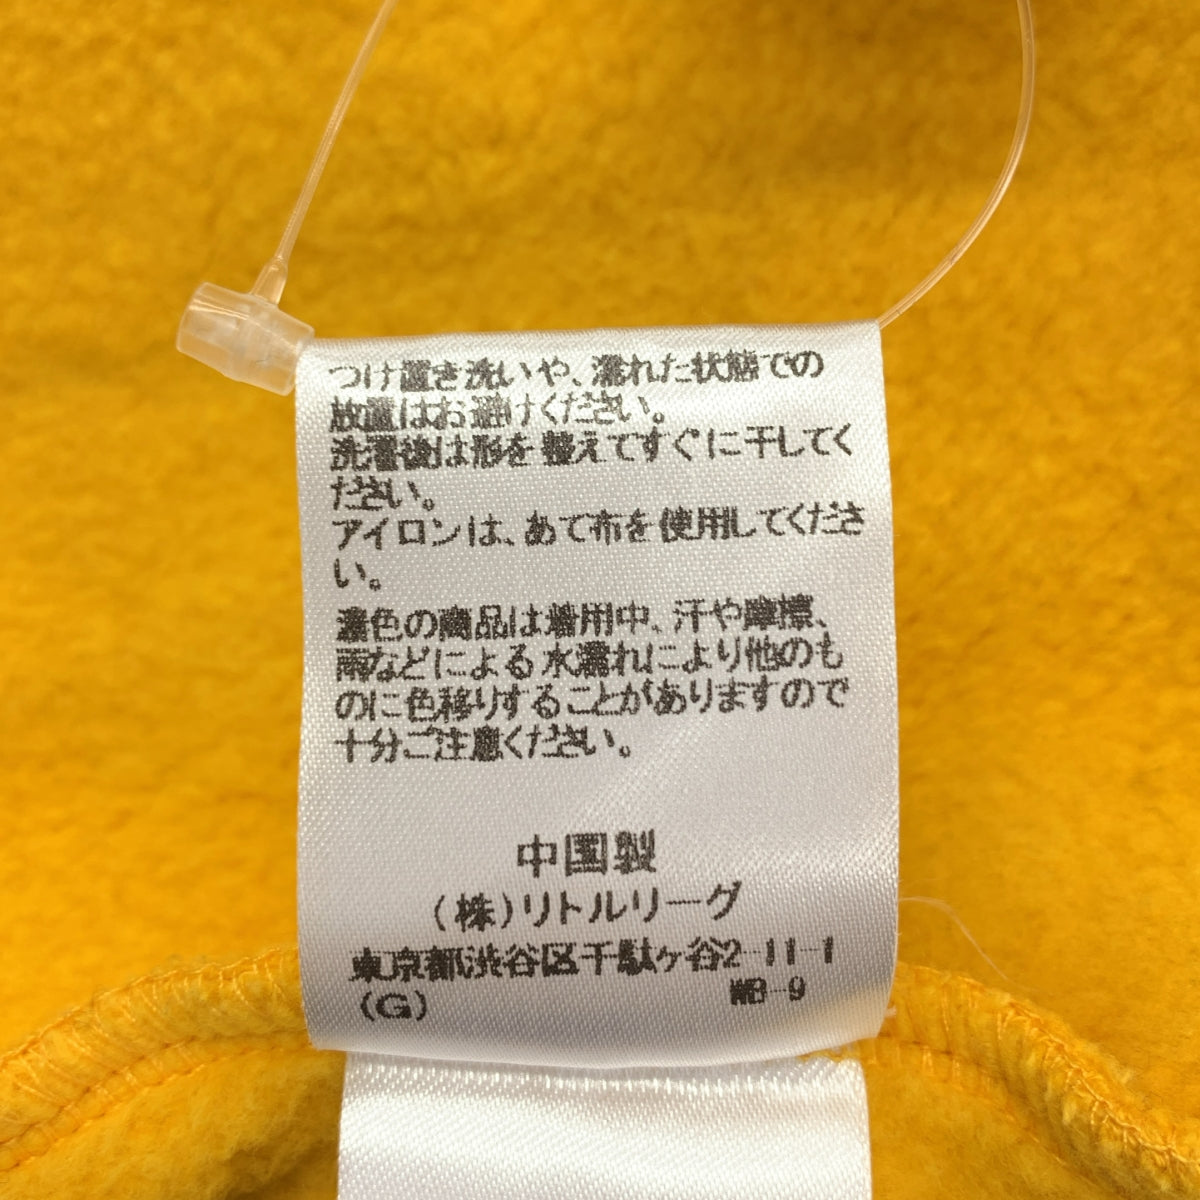 つけ置き洗いや、濡れた状態での
放置はお避けください。
洗濯後は形を整えてすぐに干してく
ださい。
アイロンは、あて布を使用してくださ
い。
濃色の商品は着用中、汗や摩擦、
雨などによる水濡れにより他のも
のに色移りすることがありますので
十分ご注意ください。
中国製
(株)リトルリーグ
東京都渋谷区千駄ヶ谷2-11-1
(G) WB-9